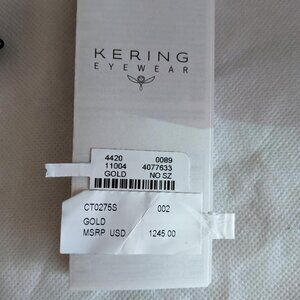 KERING
EYEWEAR
4420 0089
11004 4077633
GOLD NO SZ
CT0275S 002
GOLD
MSRP USD 1245.00